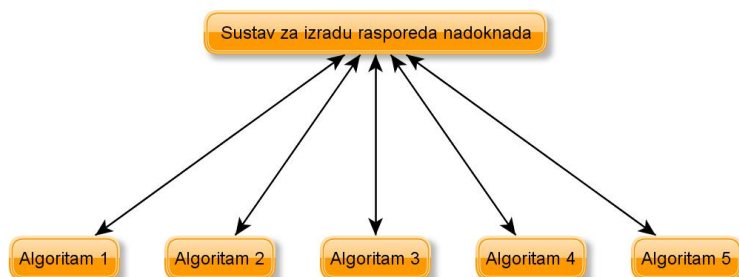 Sustav za izradu rasporeda nadoknada
Algoritam 1
Algoritam 2
Algoritam 3
Algoritam 4
Algoritam 5